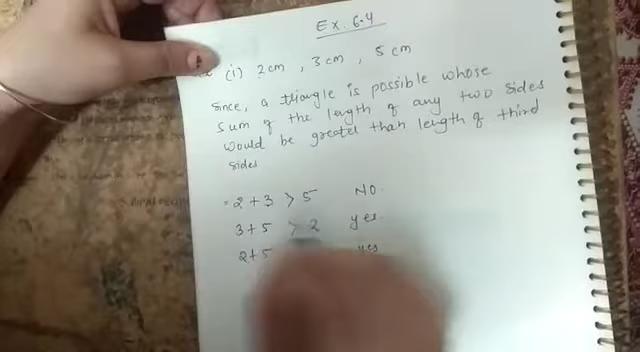 Ex. 6.4
(i) 2cm , 3cm , 5 cm
Since, a triangle is possible whose
sum of the length of any two sides
would be greater than length of third
sides
= 2 + 3 > 5 NO.
3 + 5 > 2 yes.
2 + 5 yes